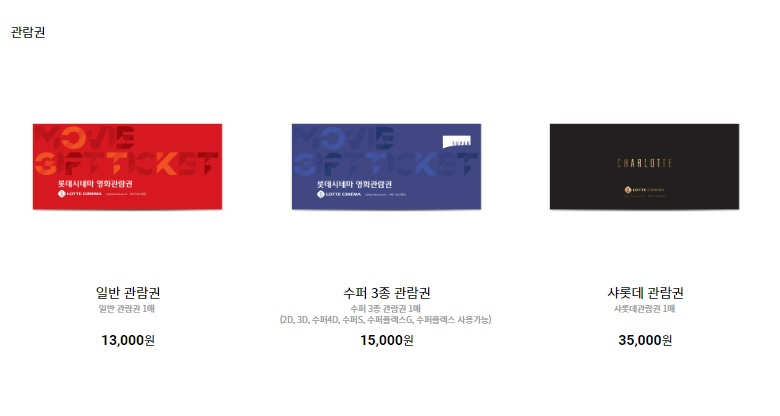 관람권
MOVIE
GIFT TICKET
롯데시네마 영화관람권
LOTTE CINEMA
MOVIE
GIFT TICKET
SUPER
롯데시네마 영화관람권
LOTTE CINEMA
CHARLOTTE
LOTTE CINEMA
일반 관람권
일반 관람권 1매
13,000원
수퍼 3종 관람권
수퍼 3종 관람권 1매
(2D, 3D, 수퍼4D, 수퍼S, 수퍼플렉스G, 수퍼플렉스 사용가능)
15,000원
샤롯데 관람권
샤롯데관람권 1매
35,000원